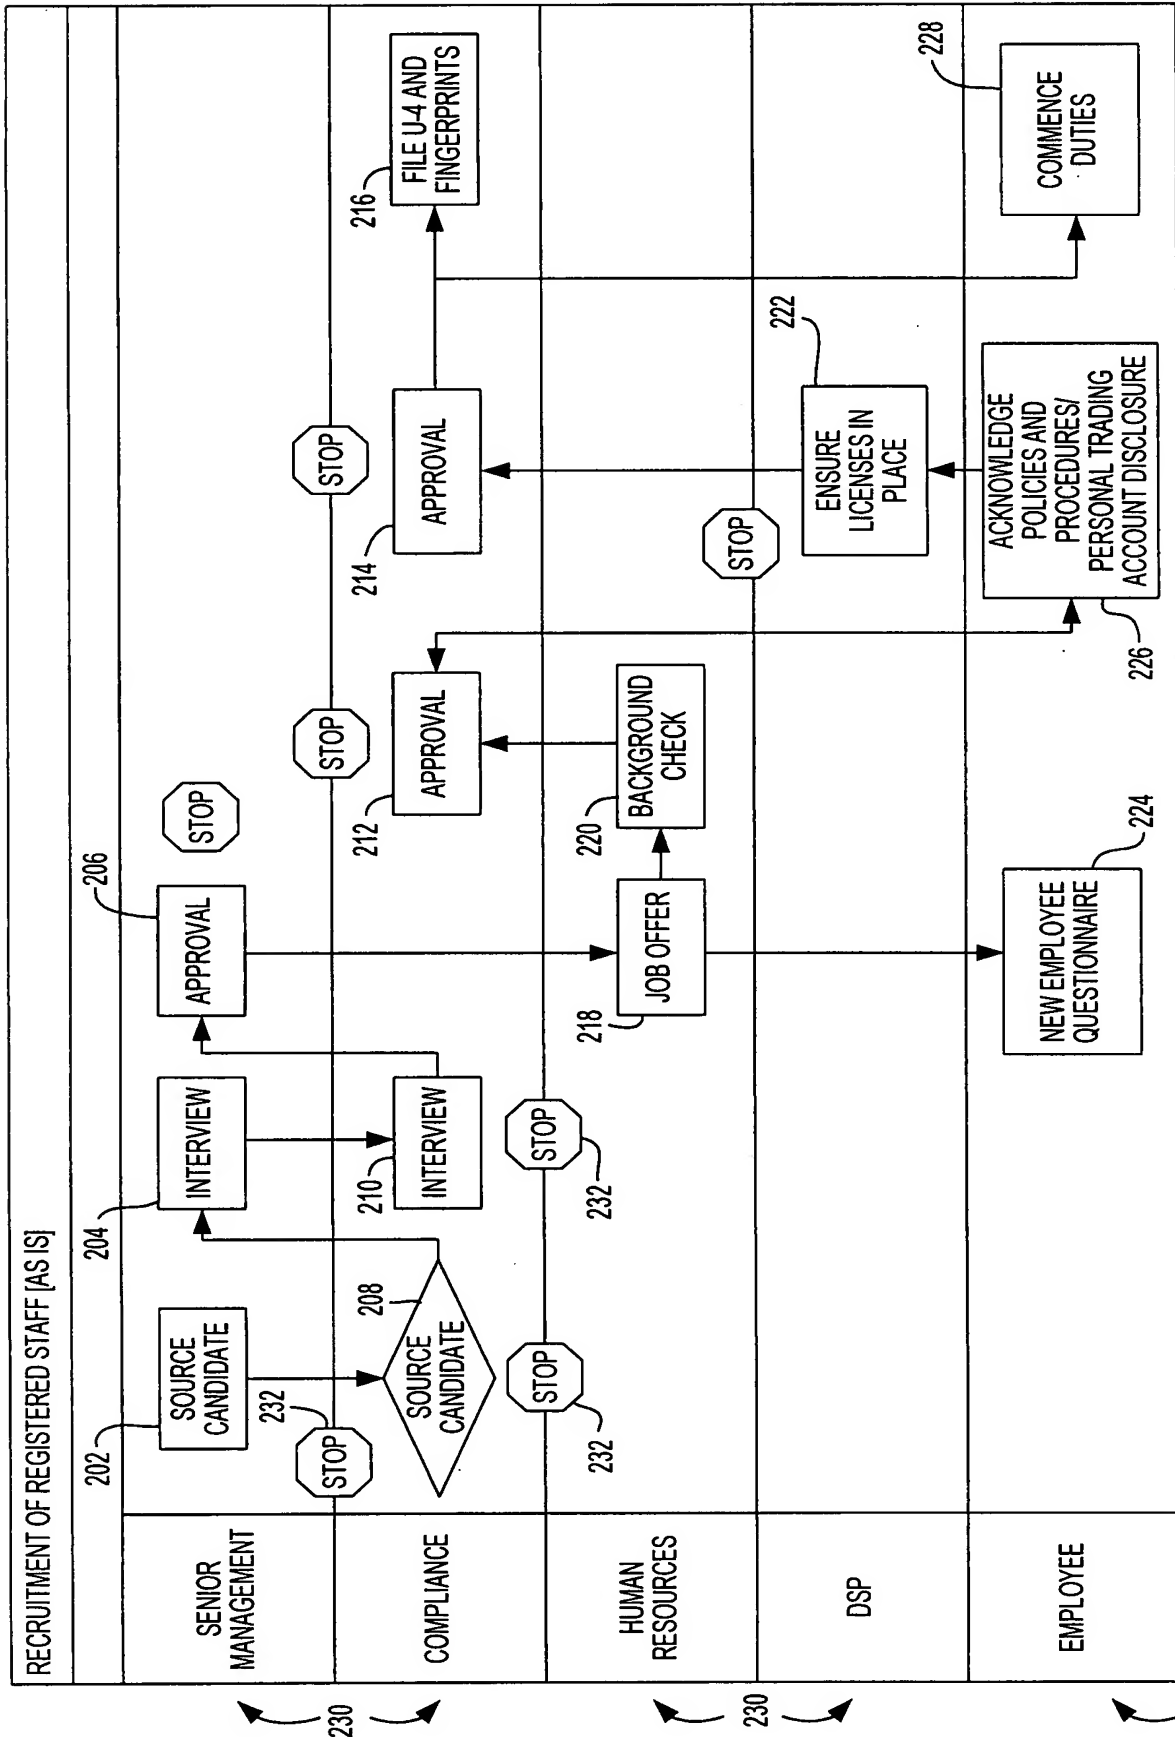 RECRUITMENT OF REGISTERED STAFF [AS IS]
SENIOR
MANAGEMENT
202
SOURCE
CANDIDATE
204
INTERVIEW
206
APPROVAL
STOP
232
STOP
STOP
STOP
230
COMPLIANCE
208
SOURCE
CANDIDATE
210
INTERVIEW
212
APPROVAL
214
APPROVAL
216
FILE U-4 AND
FINGERPRINTS
STOP
232
STOP
232
HUMAN
RESOURCES
218
JOB OFFER
220
BACKGROUND
CHECK
STOP
230
DSP
222
ENSURE
LICENSES IN
PLACE
EMPLOYEE
224
NEW EMPLOYEE
QUESTIONNAIRE
226
ACKNOWLEDGE
POLICIES AND
PROCEDURES/
PERSONAL TRADING
ACCOUNT DISCLOSURE
228
COMMENCE
DUTIES